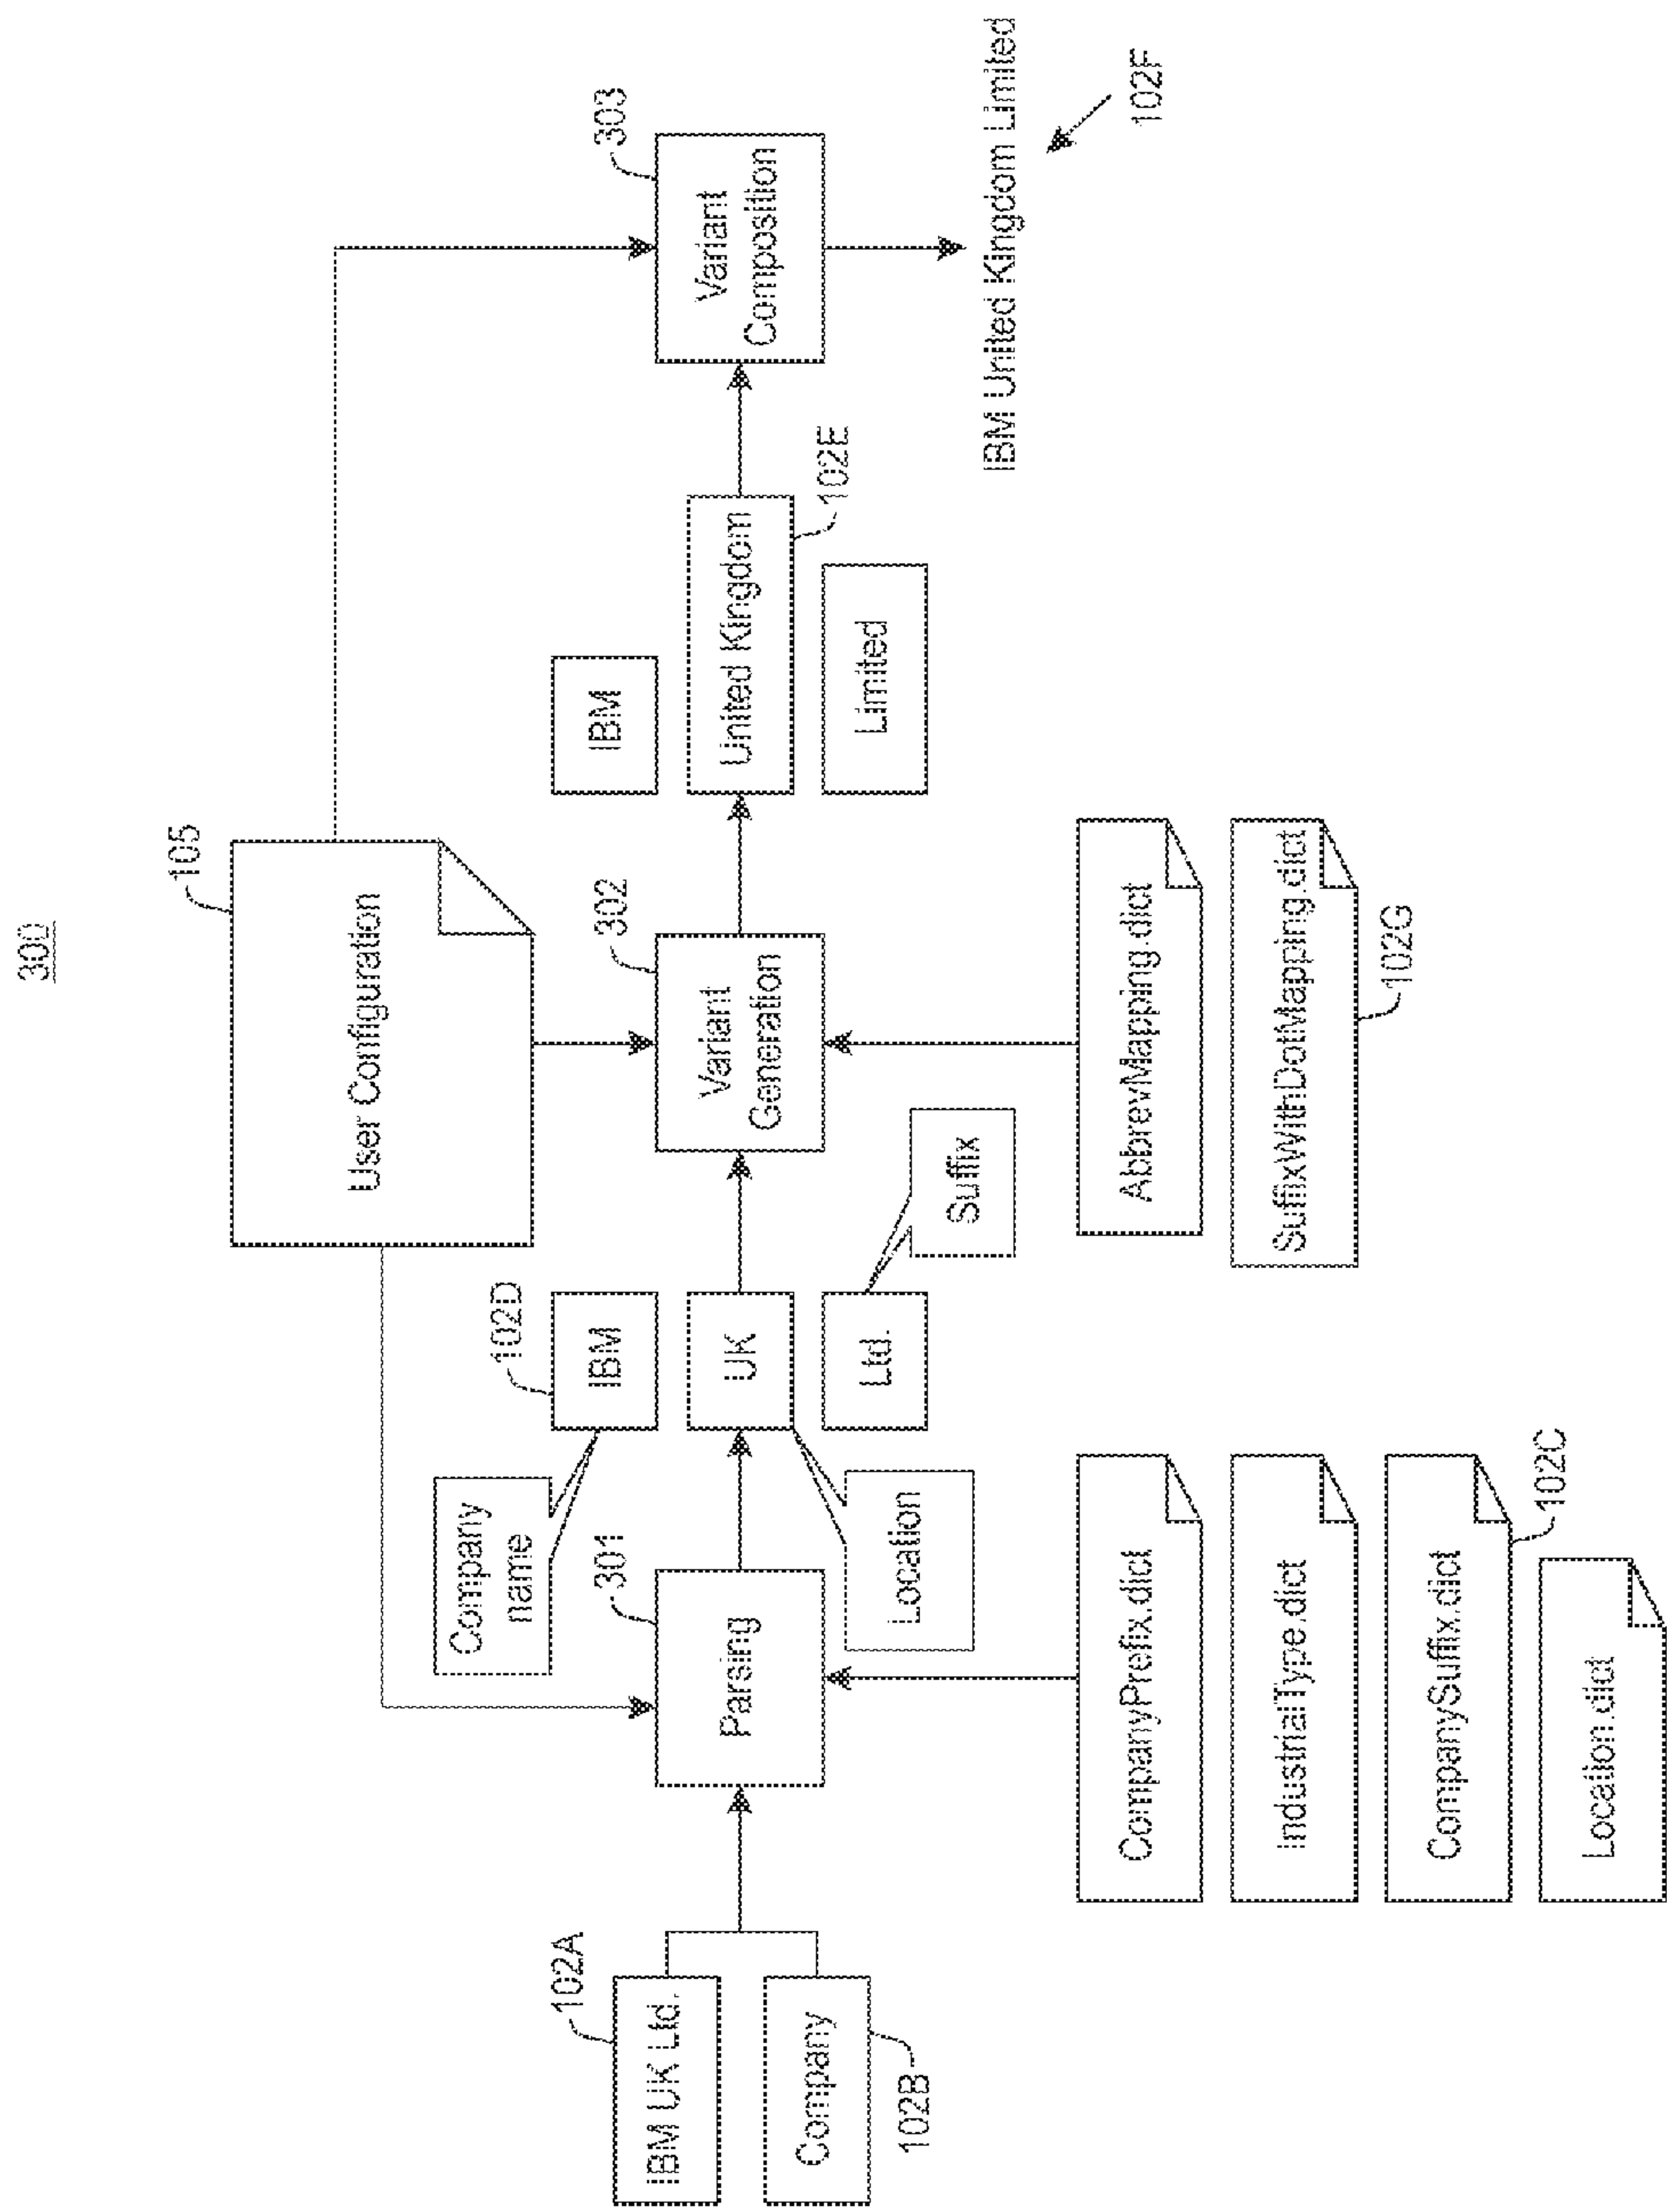 300
105
User Configuration
303
Variant
Composition
IBM United Kingdom Limited
102F
302
Variant
Generation
IBM
United Kingdom
102E
Limited
102D
IBM
UK
Ltd.
Suffix
Company
name
Location
301
Parsing
AbbrevMapping.dict
SuffixWithDotMapping.dict
102G
CompanyPrefix.dict
IndustrialType.dict
CompanySuffix.dict
102C
Location.dict
102A
IBM UK Ltd.
Company
102B